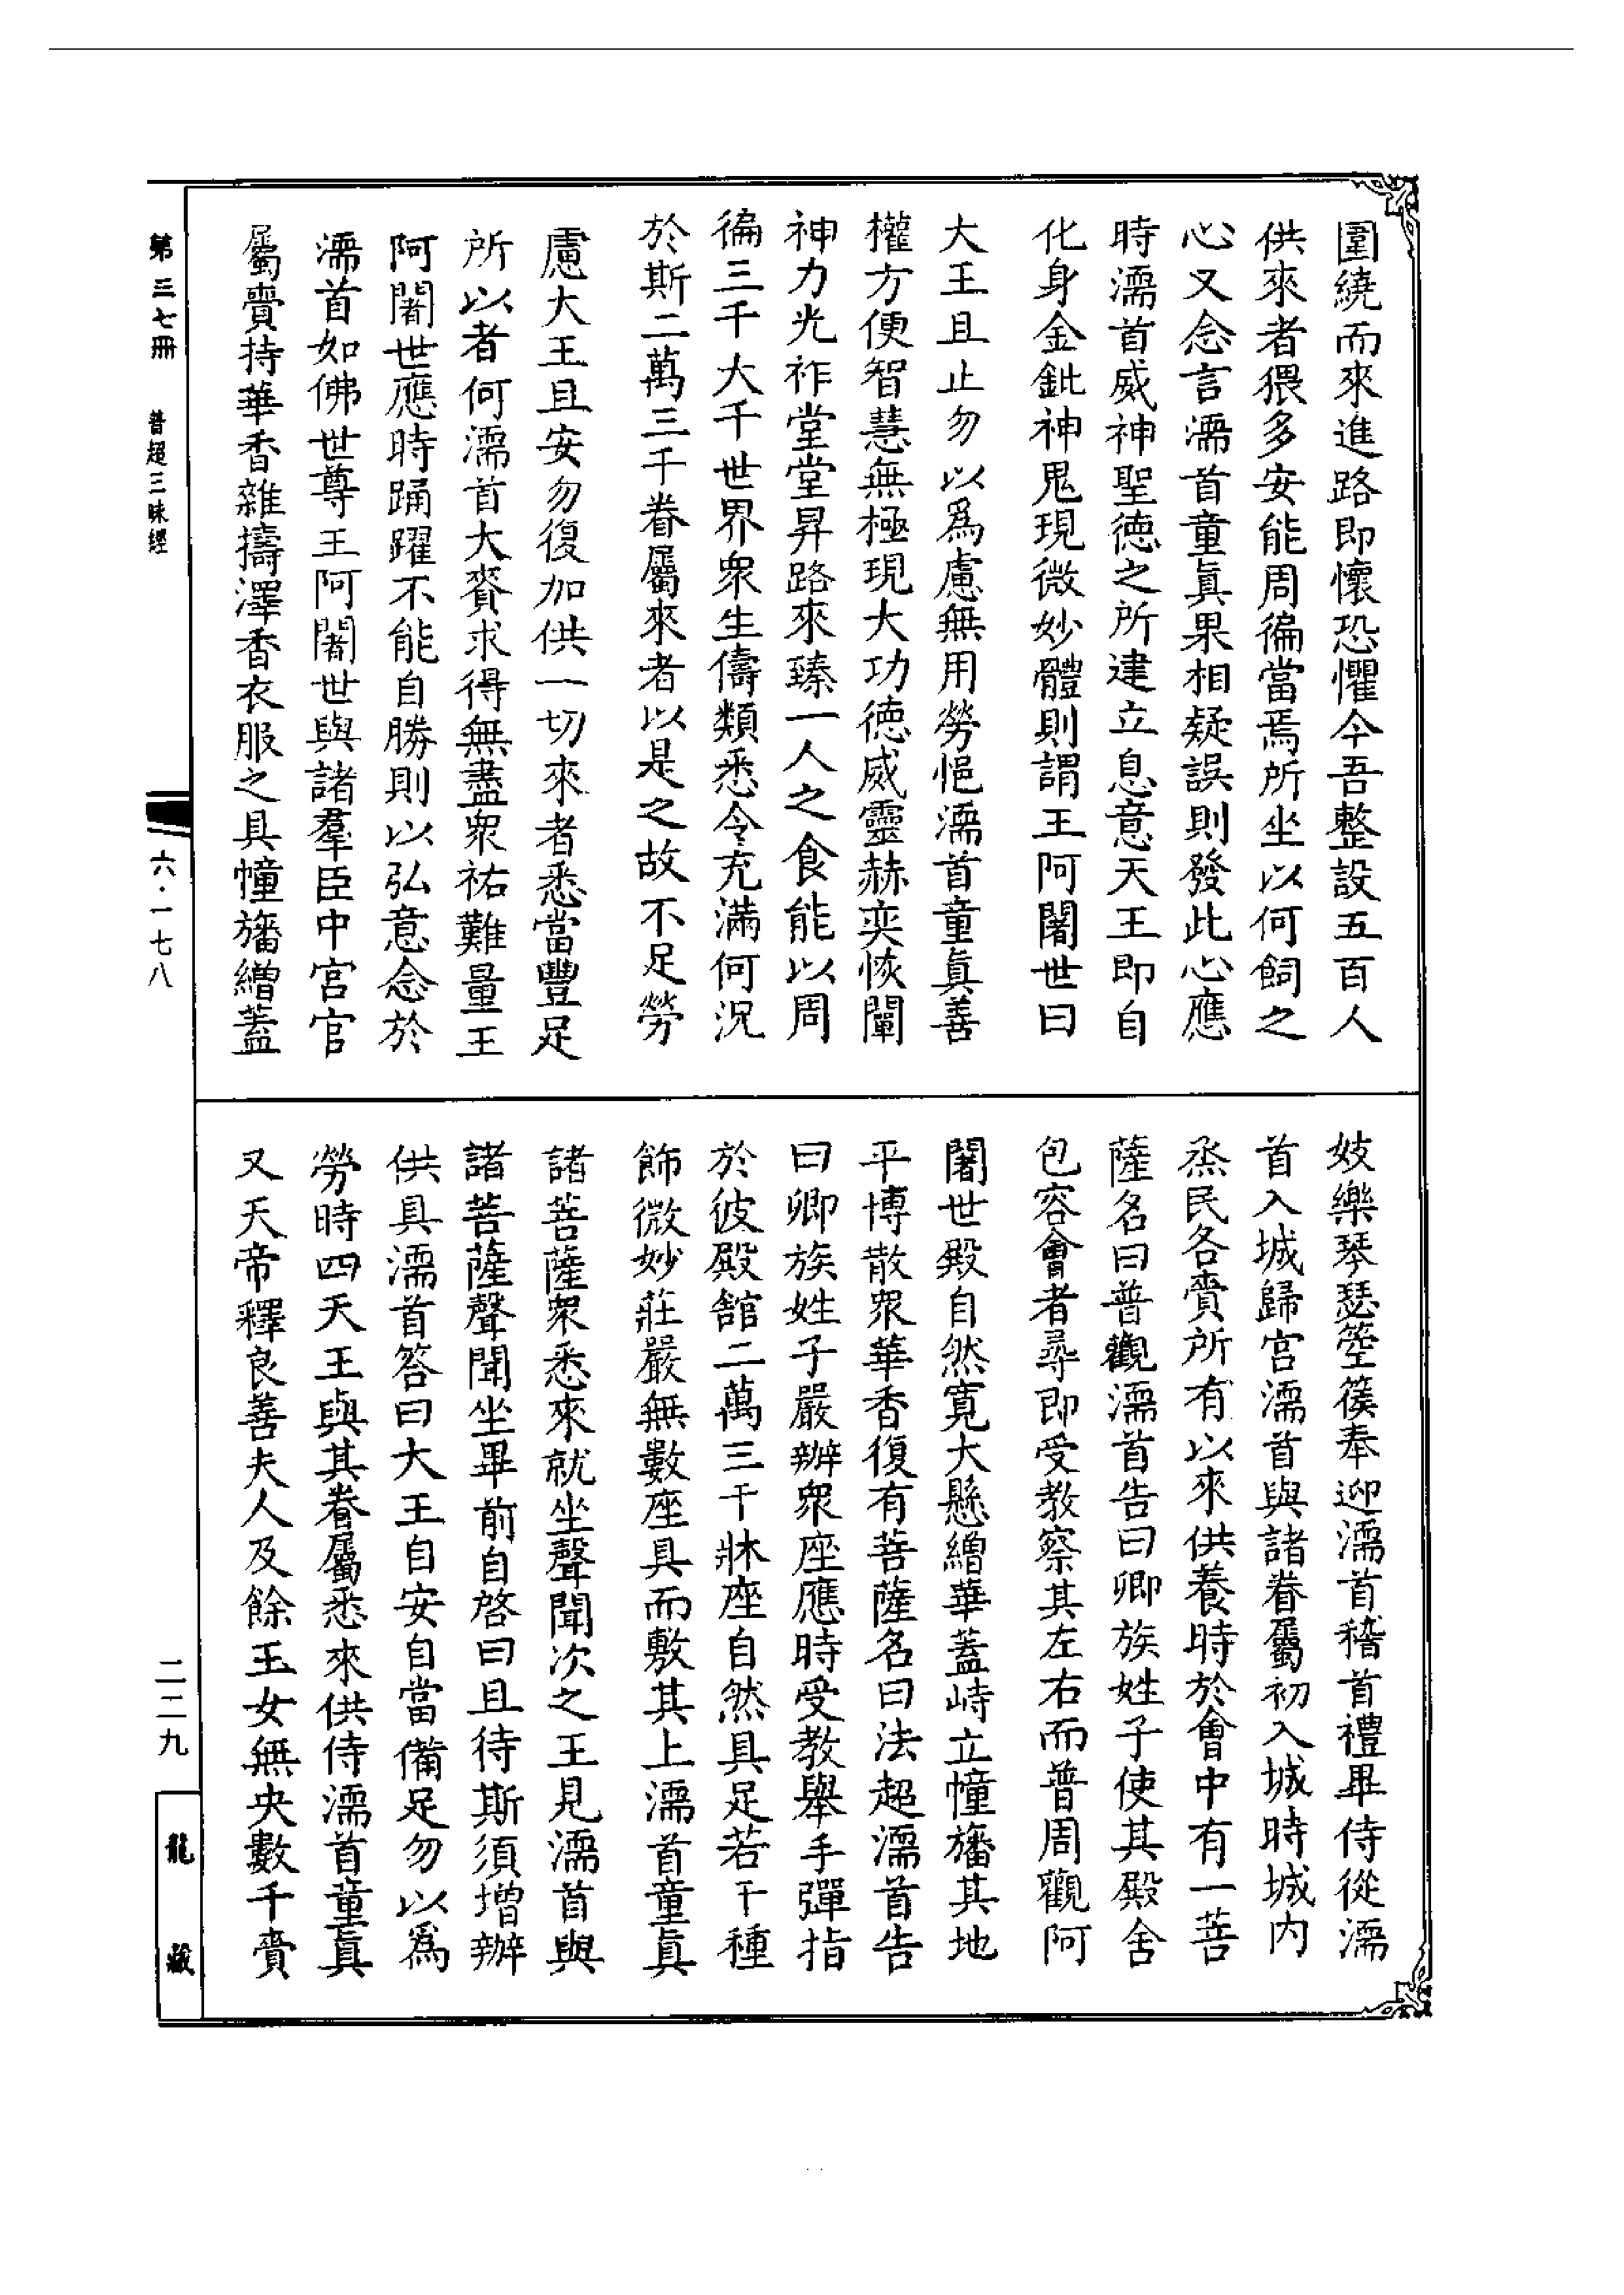 圍繞而來進路即懷恐懼今吾整設五百人
供來者猥多安能周徧當焉所坐以何飼之
心又念言濡首童真果相疑誤則發此心應
時濡首威神聖德之所建立息意天王即自
化身金鈚神鬼現微妙體則謂王阿闍世曰
大王且止勿以為慮無用勞悒濡首童真善
權方便智慧無極現大功德威靈赫奕恢闡
神力光祚堂堂昇路來臻一人之食能以周
徧三千大千世界眾生儔類悉令充滿何況
於斯二萬三千眷屬來者以是之故不足勞
慮大王且安勿復加供一切來者悉當豐足
所以者何濡首大賚求得無盡眾祐難量王
阿闍世應時踊躍不能自勝則以弘意念於
濡首如佛世尊王阿闍世與諸羣臣中宮官
屬賷持華香雜擣澤香衣服之具幢旛繒蓋
妓樂琴瑟箜篌奉迎濡首稽首禮畢侍從濡
首入城歸宮濡首與諸眷屬初入城時城內
烝民各賷所有以來供養時於會中有一菩
薩名曰普觀濡首告曰卿族姓子使其殿舍
包容會者尋即受教察其左右而普周觀阿
闍世殿自然寬大懸繒華蓋峙立幢旛其地
平博散眾華香復有菩薩名曰法超濡首告
曰卿族姓子嚴辦眾座應時受教舉手彈指
於彼殿舘二萬三千牀座自然具足若干種
飾微妙莊嚴無數座具而敷其上濡首童真
諸菩薩眾悉來就坐聲聞次之王見濡首與
諸菩薩聲聞坐畢前自啓曰且待斯須增辦
供具濡首答曰大王自安自當備足勿以為
勞時四天王與其眷屬悉來供侍濡首童真
又天帝釋良善夫人及餘玉女無央數千賷
第三七冊　普超三昧經
六・一七八
二二九
龍藏